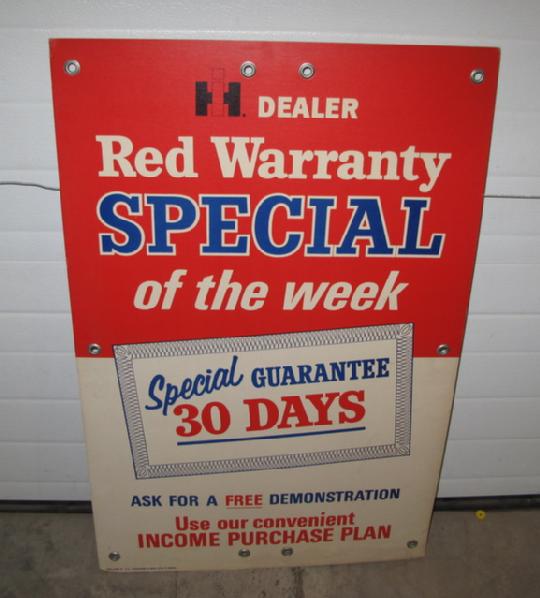 IH DEALER
Red Warranty
SPECIAL
of the week
Special GUARANTEE
30 DAYS
ASK FOR A FREE DEMONSTRATION
Use our convenient
INCOME PURCHASE PLAN